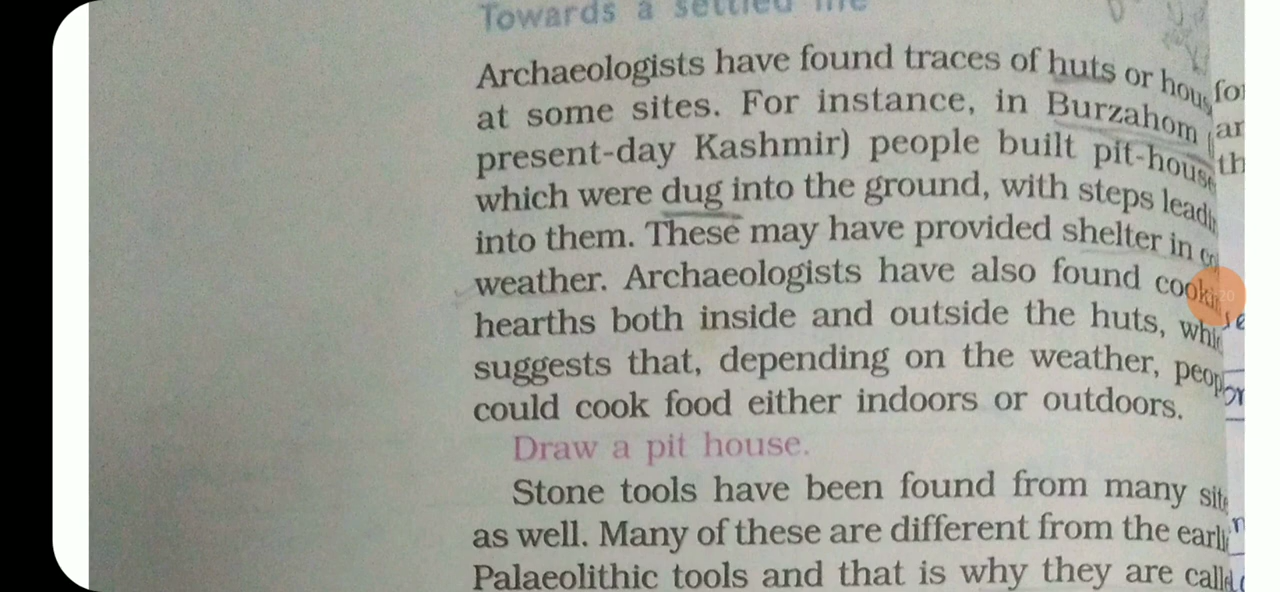 Towards a settled life
Archaeologists have found traces of huts or
at some sites. For instance, in Burzahom
present-day Kashmir) people built
which were dug into the ground, with steps
into them. These may have provided shelter in
weather. Archaeologists have also found
hearths both inside and outside the huts,
suggests that, depending on the weather,
could cook food either indoors or outdoors.
Draw a pit house.
Stone tools have been found from many
as well. Many of these are different from the
Palaeolithic tools and that is why they are